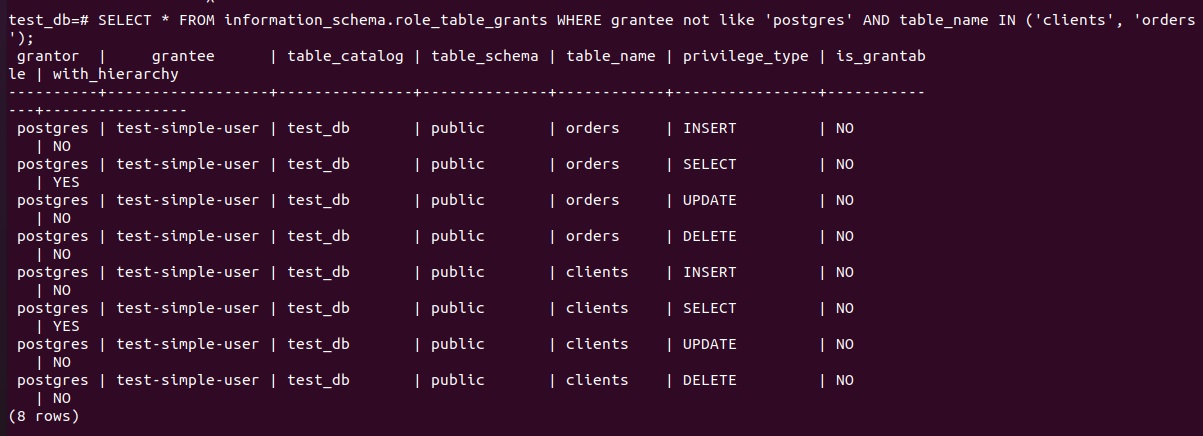 test_db=# SELECT * FROM information_schema.role_table_grants WHERE grantee not like 'postgres' AND table_name IN ('clients', 'orders
');
 grantor  |     grantee      | table_catalog | table_schema | table_name | privilege_type | is_grantab
le | with_hierarchy
----------+------------------+---------------+--------------+------------+----------------+-----------
---+----------------
 postgres | test-simple-user | test_db       | public       | orders     | INSERT         | NO
   | NO
 postgres | test-simple-user | test_db       | public       | orders     | SELECT         | NO
   | YES
 postgres | test-simple-user | test_db       | public       | orders     | UPDATE         | NO
   | NO
 postgres | test-simple-user | test_db       | public       | orders     | DELETE         | NO
   | NO
 postgres | test-simple-user | test_db       | public       | clients    | INSERT         | NO
   | NO
 postgres | test-simple-user | test_db       | public       | clients    | SELECT         | NO
   | YES
 postgres | test-simple-user | test_db       | public       | clients    | UPDATE         | NO
   | NO
 postgres | test-simple-user | test_db       | public       | clients    | DELETE         | NO
   | NO
(8 rows)